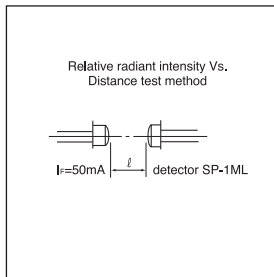 Relative radiant intensity Vs.
Distance test method
IF=50mA ℓ detector SP-1ML